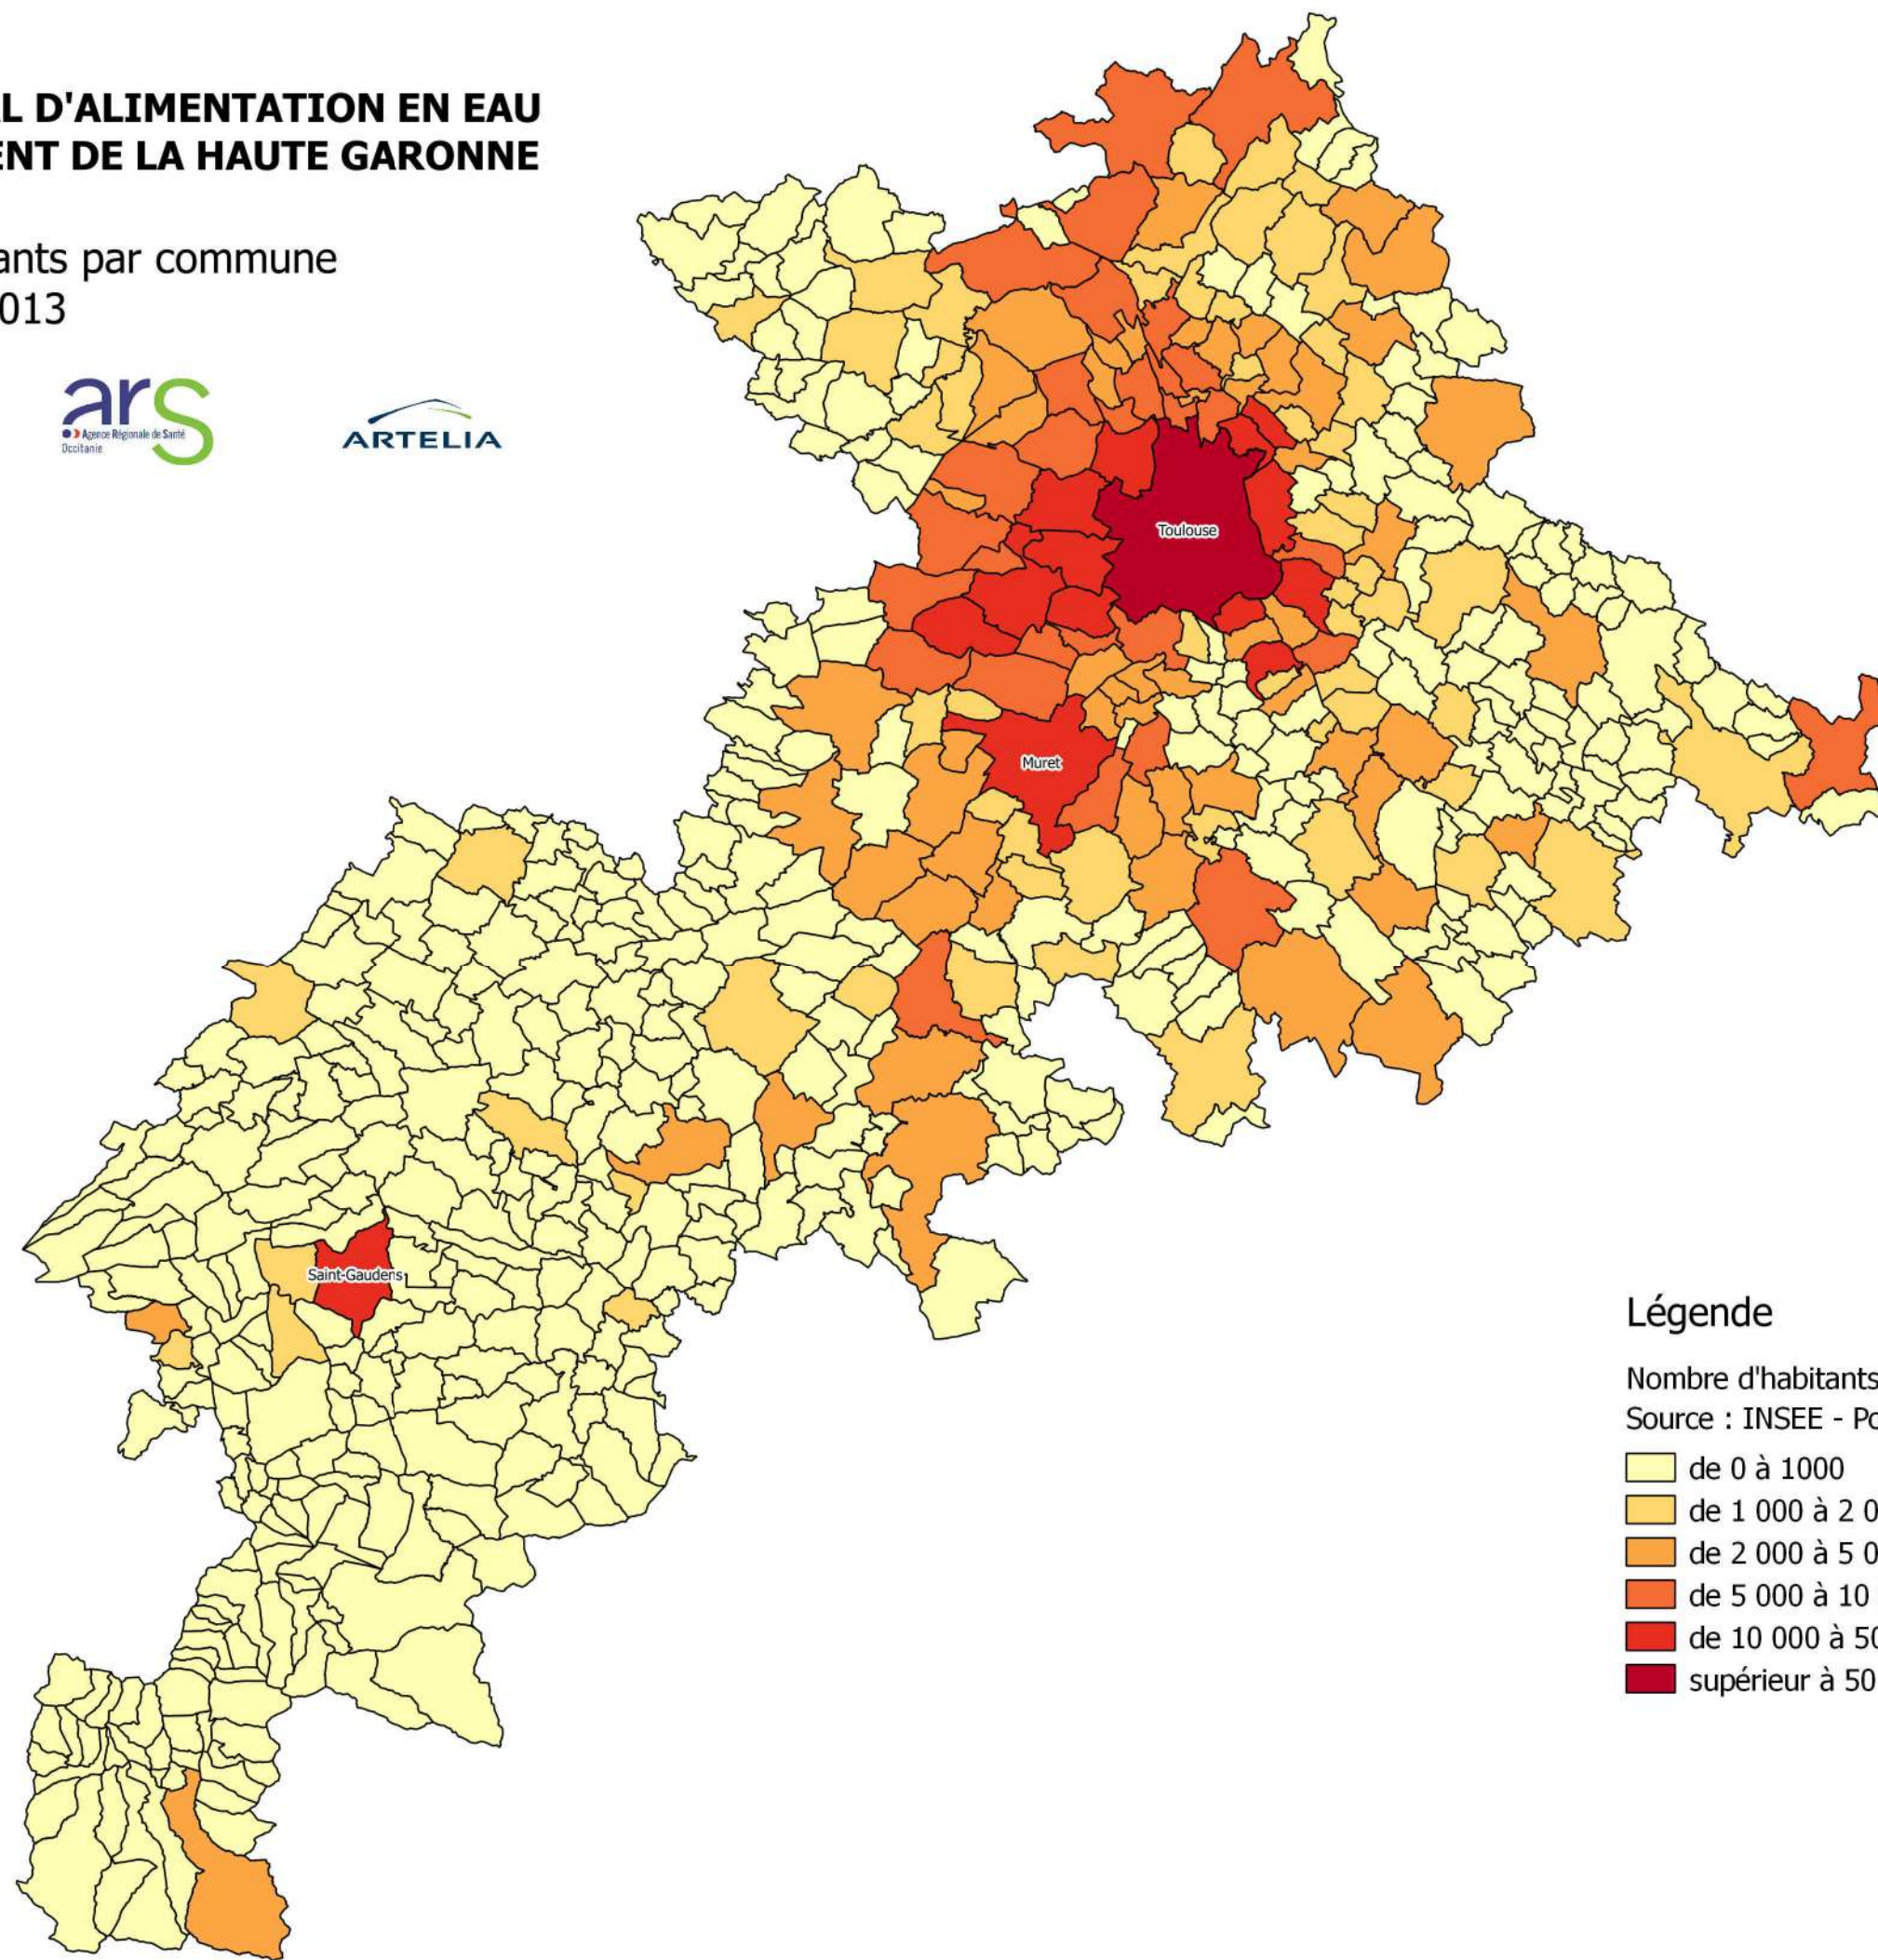 L D'ALIMENTATION EN EAU
ENT DE LA HAUTE GARONNE
ants par commune
013
ars
Agence Régionale de Santé
Occitanie
ARTELIA
Toulouse
Muret
Saint-Gaudens
Légende
Nombre d'habitants
Source : INSEE - Po
de 0 à 1000
de 1 000 à 2 0
de 2 000 à 5 0
de 5 000 à 10
de 10 000 à 50
supérieur à 50